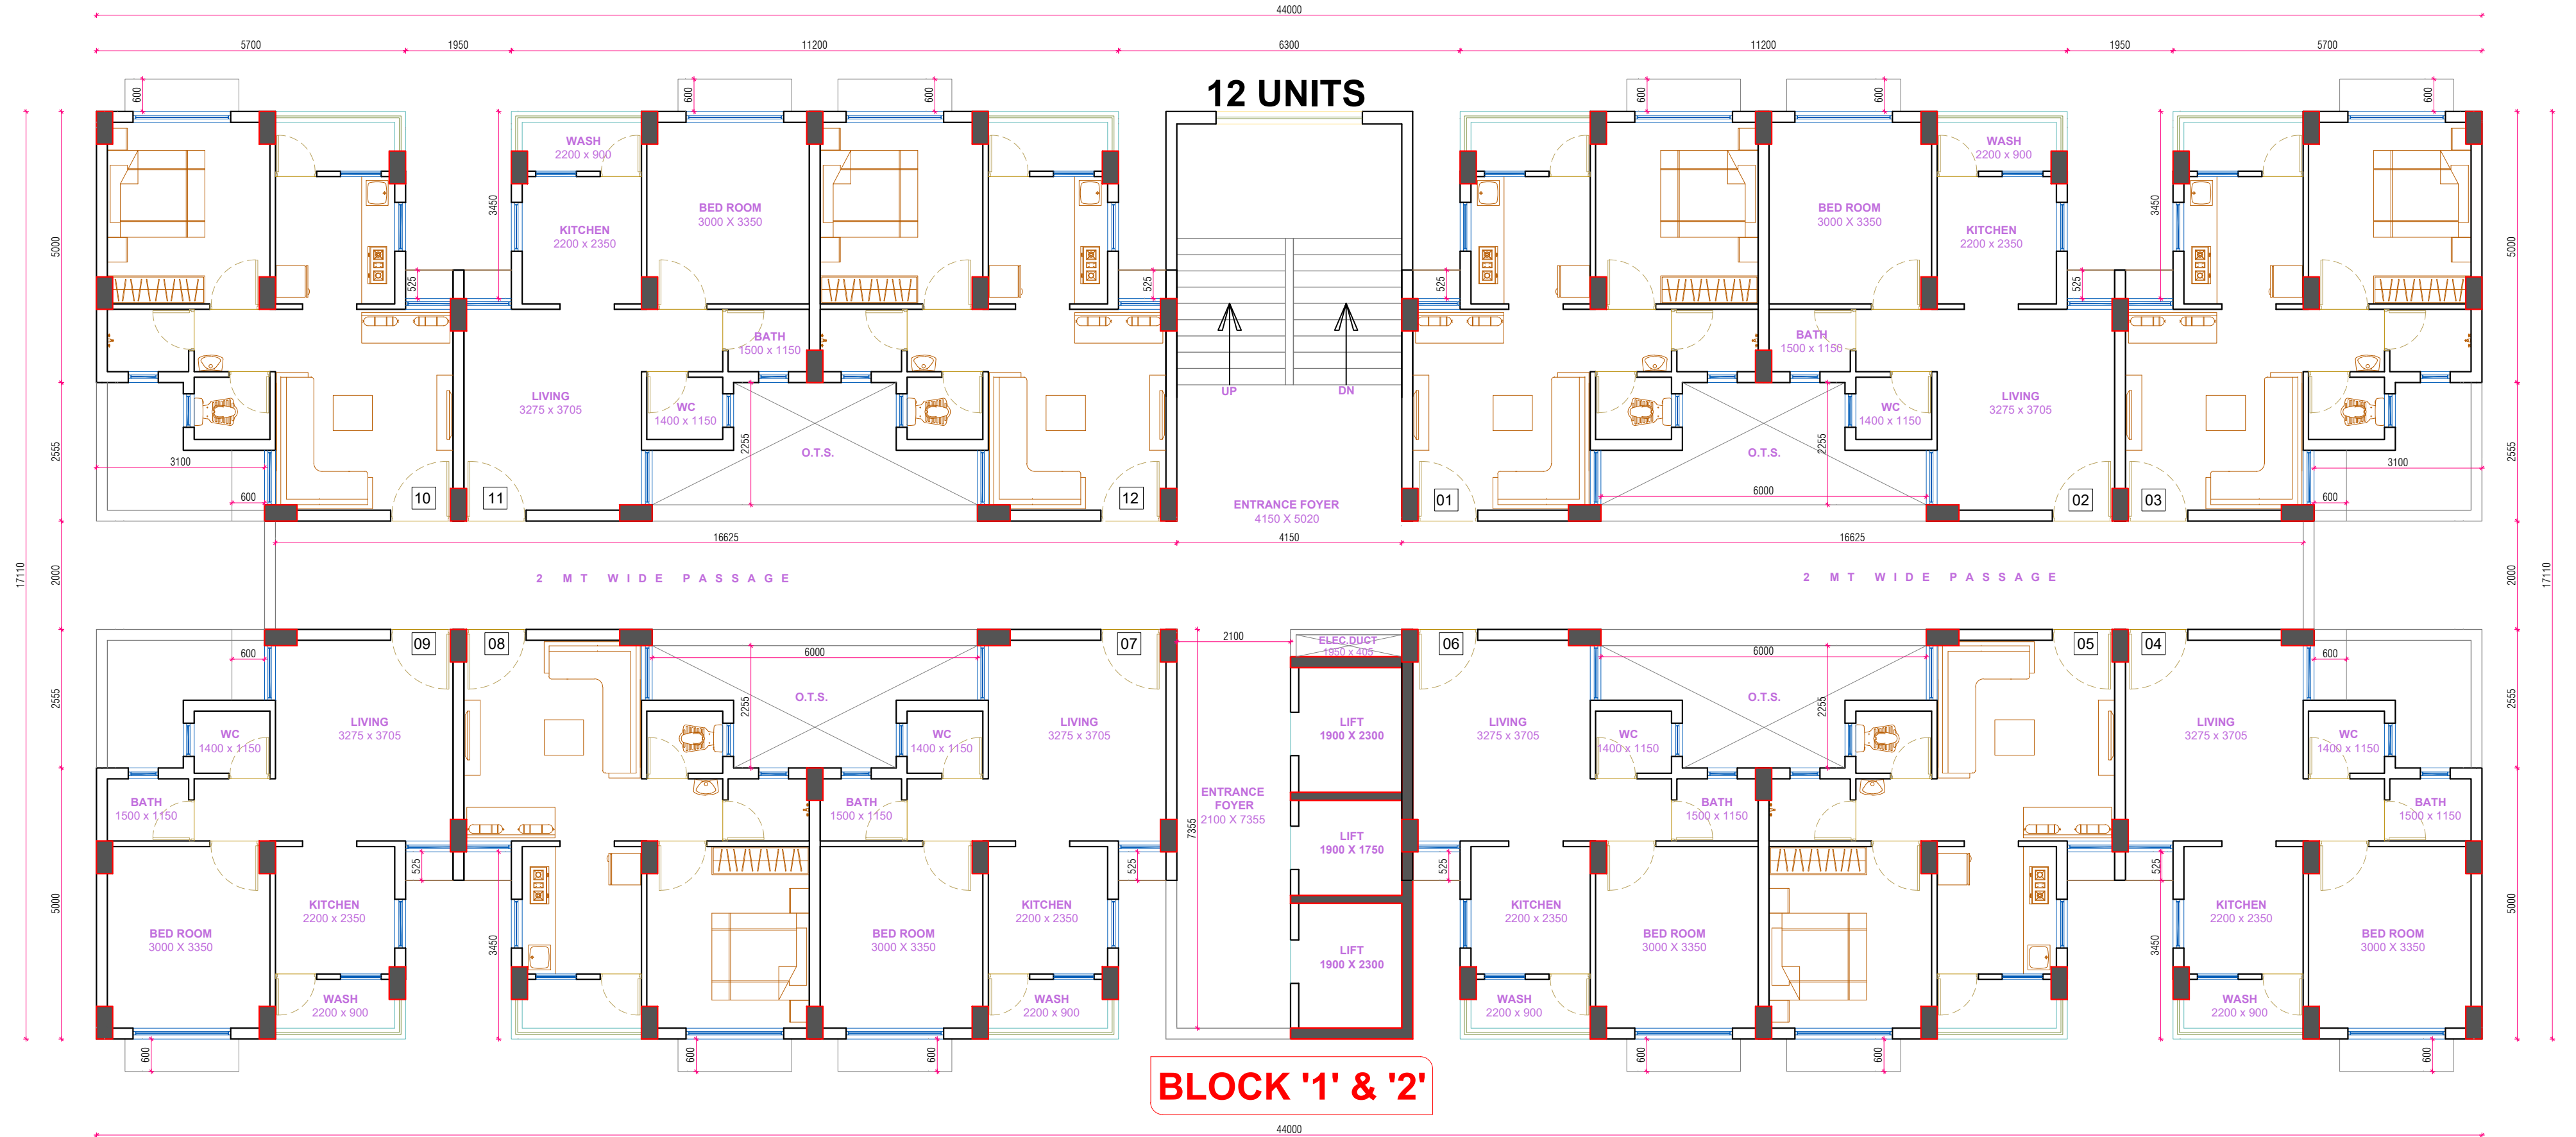 44000
5700 1950 11200 6300 11200 1950 5700
12 UNITS
600 600 600 600 600 600
WASH
2200 x 900
WASH
2200 x 900
3450 3450
BED ROOM
3000 X 3350
BED ROOM
3000 X 3350
KITCHEN
2200 x 2350
KITCHEN
2200 x 2350
5000 5000
525 525 525 525 525
BATH
1500 x 1150
BATH
1500 x 1150
UP DN
LIVING
3275 x 3705
LIVING
3275 x 3705
WC
1400 x 1150
WC
1400 x 1150
2555 2255 2255 2555
O.T.S. O.T.S.
3100 3100
600 6000 600
10 11 12 01 02 03
ENTRANCE FOYER
4150 X 5020
16625 4150 16625
17110 2000 2000 17110
2 MT WIDE PASSAGE 2 MT WIDE PASSAGE
09 08 07 06 05 04
2100
ELEC.DUCT
1950 x 405
600 6000 6000 600
2555 2255 2255 2555
O.T.S. O.T.S.
LIVING
3275 x 3705
LIVING
3275 x 3705
LIVING
3275 x 3705
LIVING
3275 x 3705
WC
1400 x 1150
WC
1400 x 1150
WC
1400 x 1150
WC
1400 x 1150
LIFT
1900 X 2300
ENTRANCE
FOYER
2100 X 7355
7355
BATH
1500 x 1150
BATH
1500 x 1150
BATH
1500 x 1150
BATH
1500 x 1150
LIFT
1900 X 1750
525 525 525 525
5000 5000
KITCHEN
2200 x 2350
KITCHEN
2200 x 2350
KITCHEN
2200 x 2350
KITCHEN
2200 x 2350
BED ROOM
3000 X 3350
BED ROOM
3000 X 3350
BED ROOM
3000 X 3350
BED ROOM
3000 X 3350
3450 3450
LIFT
1900 X 2300
WASH
2200 x 900
WASH
2200 x 900
WASH
2200 x 900
WASH
2200 x 900
600 600 600 600 600 600
BLOCK '1' & '2'
44000